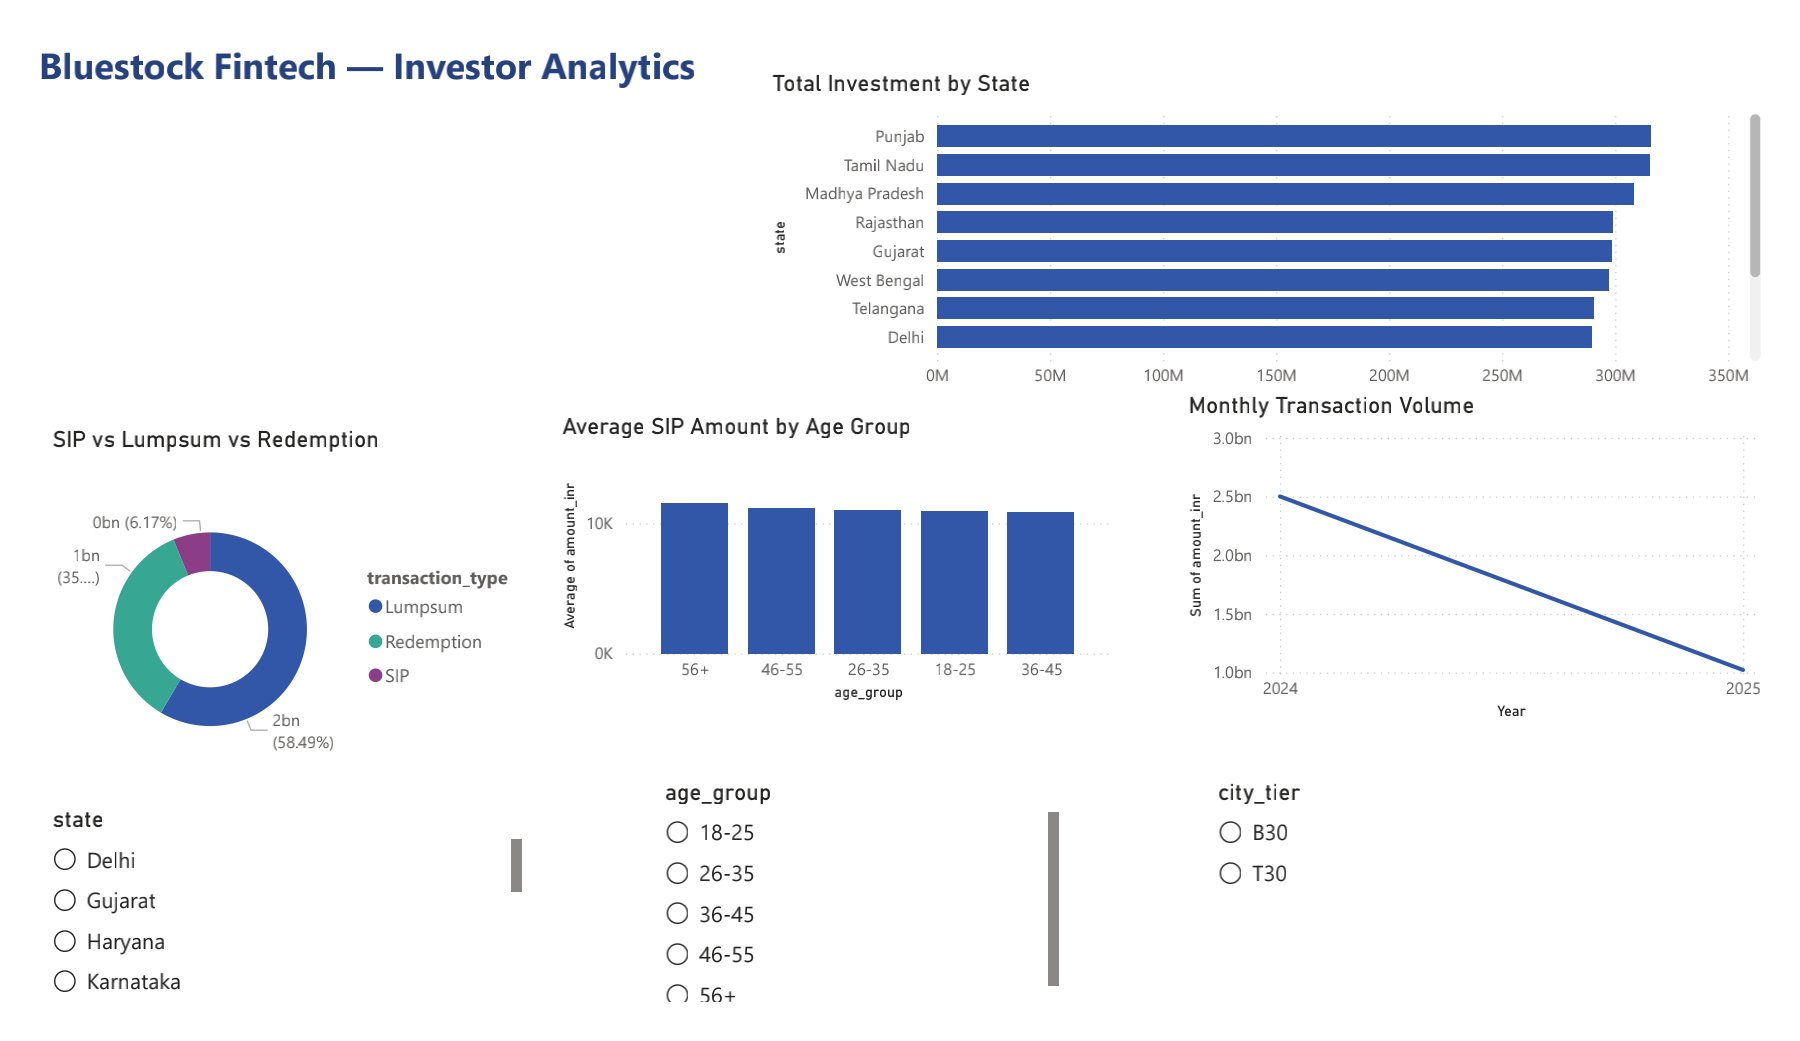 Bluestock Fintech — Investor Analytics
Total Investment by State
state
Punjab
Tamil Nadu
Madhya Pradesh
Rajasthan
Gujarat
West Bengal
Telangana
Delhi
0M 50M 100M 150M 200M 250M 300M 350M
SIP vs Lumpsum vs Redemption
0bn (6.17%)
1bn
(35....)
2bn
(58.49%)
transaction_type
Lumpsum
Redemption
SIP
Average SIP Amount by Age Group
Average of amount_inr
10K
0K
56+ 46-55 26-35 18-25 36-45
age_group
Monthly Transaction Volume
Sum of amount_inr
3.0bn
2.5bn
2.0bn
1.5bn
1.0bn
2024 2025
Year
state
Delhi
Gujarat
Haryana
Karnataka
age_group
18-25
26-35
36-45
46-55
56+
city_tier
B30
T30